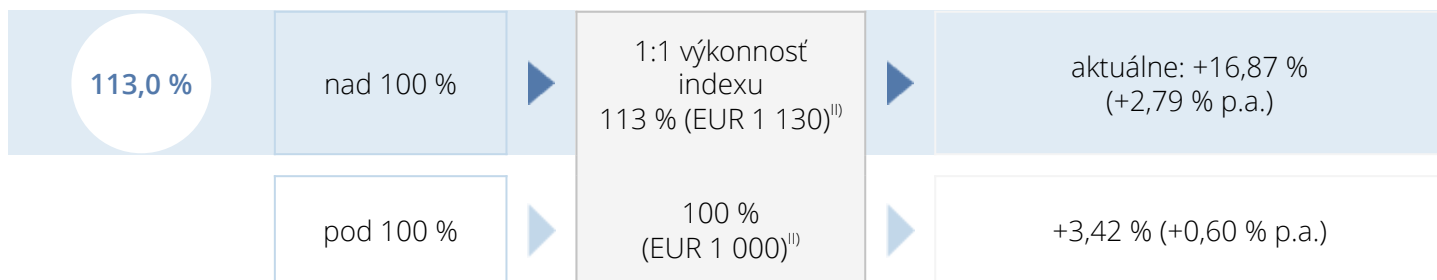 113,0 %
nad 100 %
1:1 výkonnosť
indexu
113 % (EUR 1 130)II)
aktuálne: +16,87 %
(+2,79 % p.a.)
pod 100 %
100 %
(EUR 1 000)II)
+3,42 % (+0,60 % p.a.)